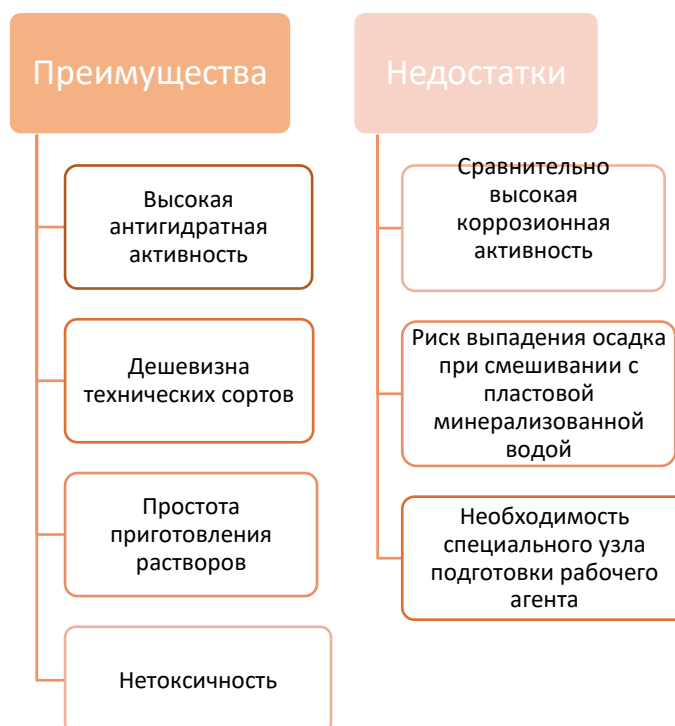 Преимущества
Высокая
антигидратная
активность
Дешевизна
технических сортов
Простота
приготовления
растворов
Нетоксичность
Недостатки
Сравнительно
высокая
коррозионная
активность
Риск выпадения осадка
при смешивании с
пластовой
минерализованной
водой
Необходимость
специального узла
подготовки рабочего
агента